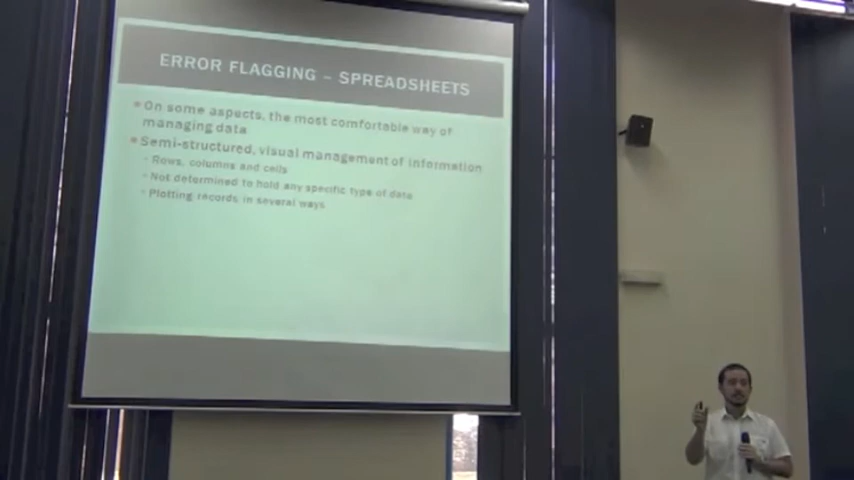 ERROR FLAGGING – SPREADSHEETS
On some aspects, the most comfortable way of
managing data
Semi-structured, visual management of information
Rows, columns and cells
Not determined to hold any specific type of data
Plotting records in several ways